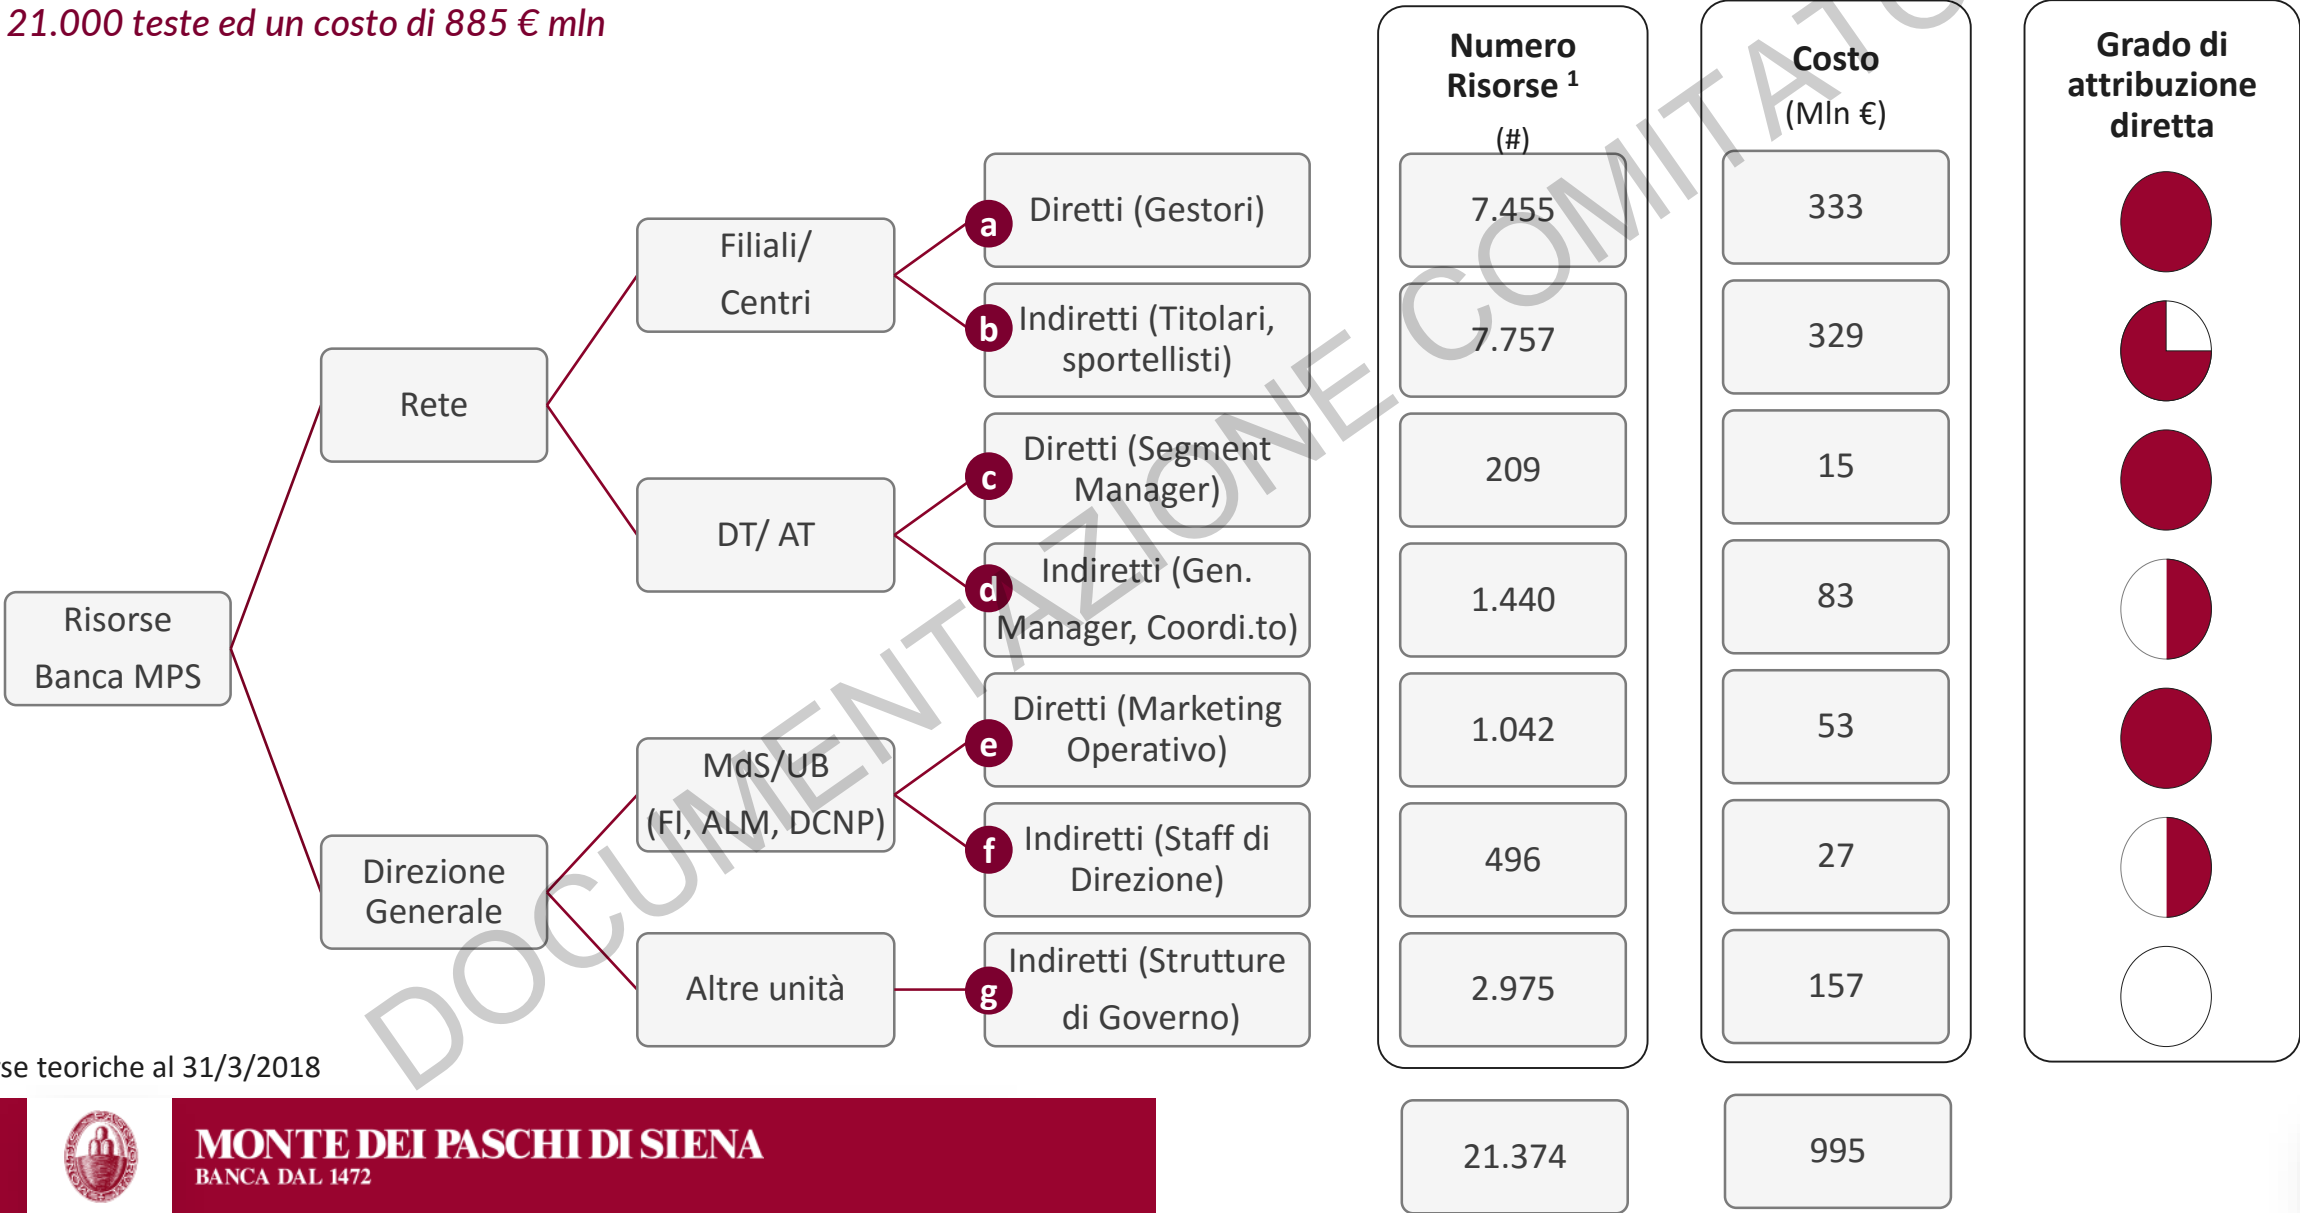 21.000 teste ed un costo di 885 € mln
Numero
Risorse ¹
(#)
Costo
(Mln €)
Grado di
attribuzione
diretta
Risorse
Banca MPS
Rete
Direzione
Generale
Filiali/
Centri
DT/ AT
MdS/UB
(FI, ALM, DCNP)
Altre unità
a
Diretti (Gestori)
7.455
333
b
Indiretti (Titolari,
sportellisti)
7.757
329
c
Diretti (Segment
Manager)
209
15
d
Indiretti (Gen.
Manager, Coordi.to)
1.440
83
e
Diretti (Marketing
Operativo)
1.042
53
f
Indiretti (Staff di
Direzione)
496
27
g
Indiretti (Strutture
di Governo)
2.975
157
21.374
995
se teoriche al 31/3/2018
MONTE DEI PASCHI DI SIENA
BANCA DAL 1472
DOCUMENTAZIONE COMITATO